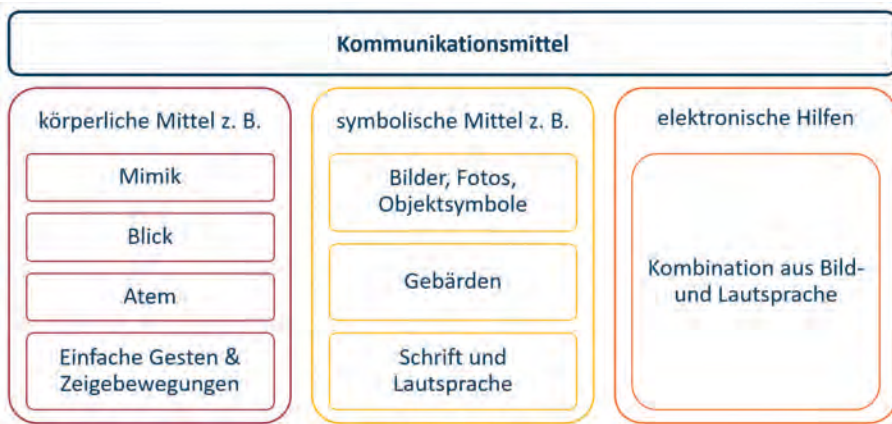 Kommunikationsmittel
körperliche Mittel z. B.
Mimik
Blick
Atem
Einfache Gesten &
Zeigebewegungen
symbolische Mittel z. B.
Bilder, Fotos,
Objektsymbole
Gebärden
Schrift und
Lautsprache
elektronische Hilfen
Kombination aus Bild-
und Lautsprache